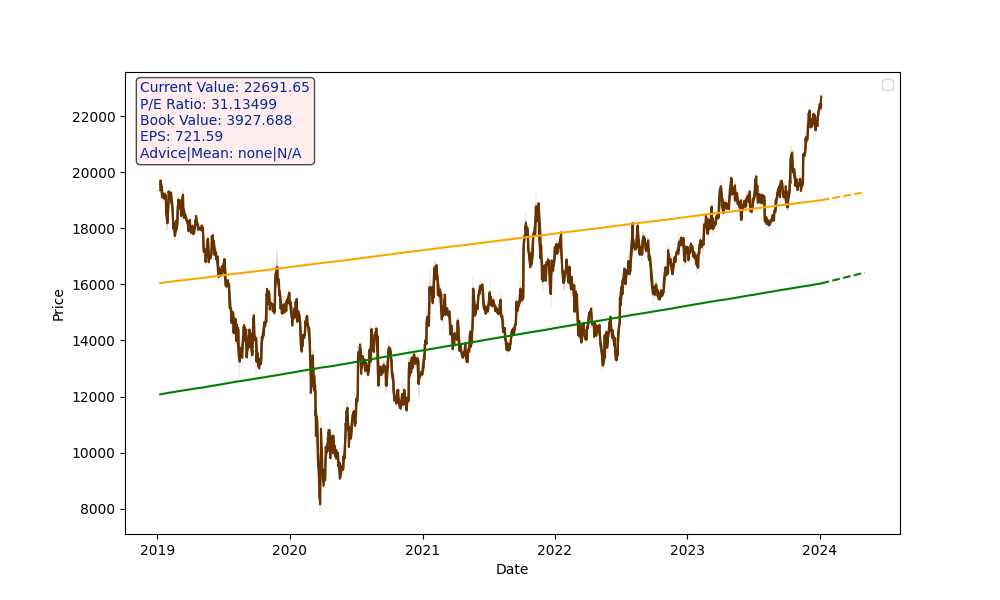 Current Value: 22691.65
P/E Ratio: 31.13499
Book Value: 3927.688
EPS: 721.59
Advice|Mean: none|N/A
22000
20000
18000
16000
14000
12000
10000
8000
Price
2019 2020 2021 2022 2023 2024
Date